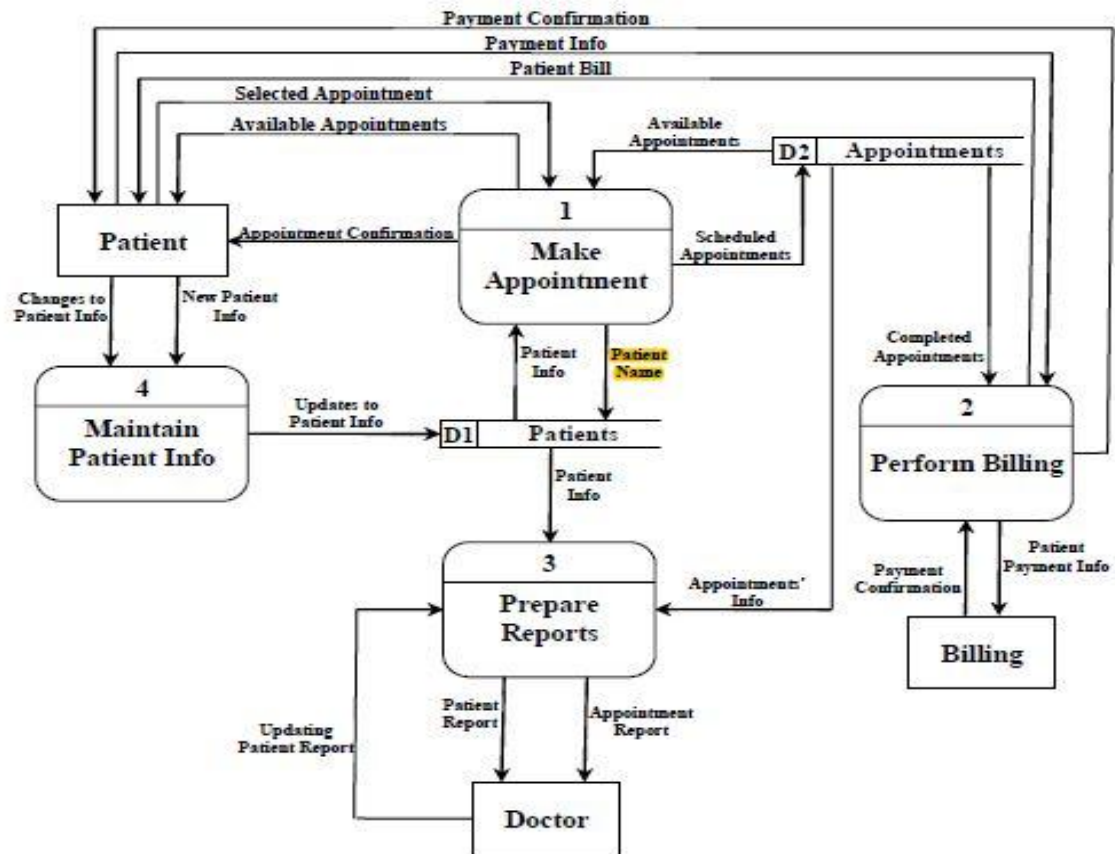 Payment Confirmation
Payment Info
Patient Bill
Selected Appointment
Available Appointments
Available
Appointments
D2 Appointments
1
Make
Appointment
Patient
Appointment Confirmation
Scheduled
Appointments
Changes to
Patient Info
New Patient
Info
Patient
Info
Patient
Name
Completed
Appointments
4
Maintain
Patient Info
Updates to
Patient Info
D1 Patients
2
Perform Billing
Patient
Info
3
Prepare
Reports
Appointments'
Info
Payment
Confirmation
Patient
Payment Info
Billing
Updating
Patient Report
Patient
Report
Appointment
Report
Doctor